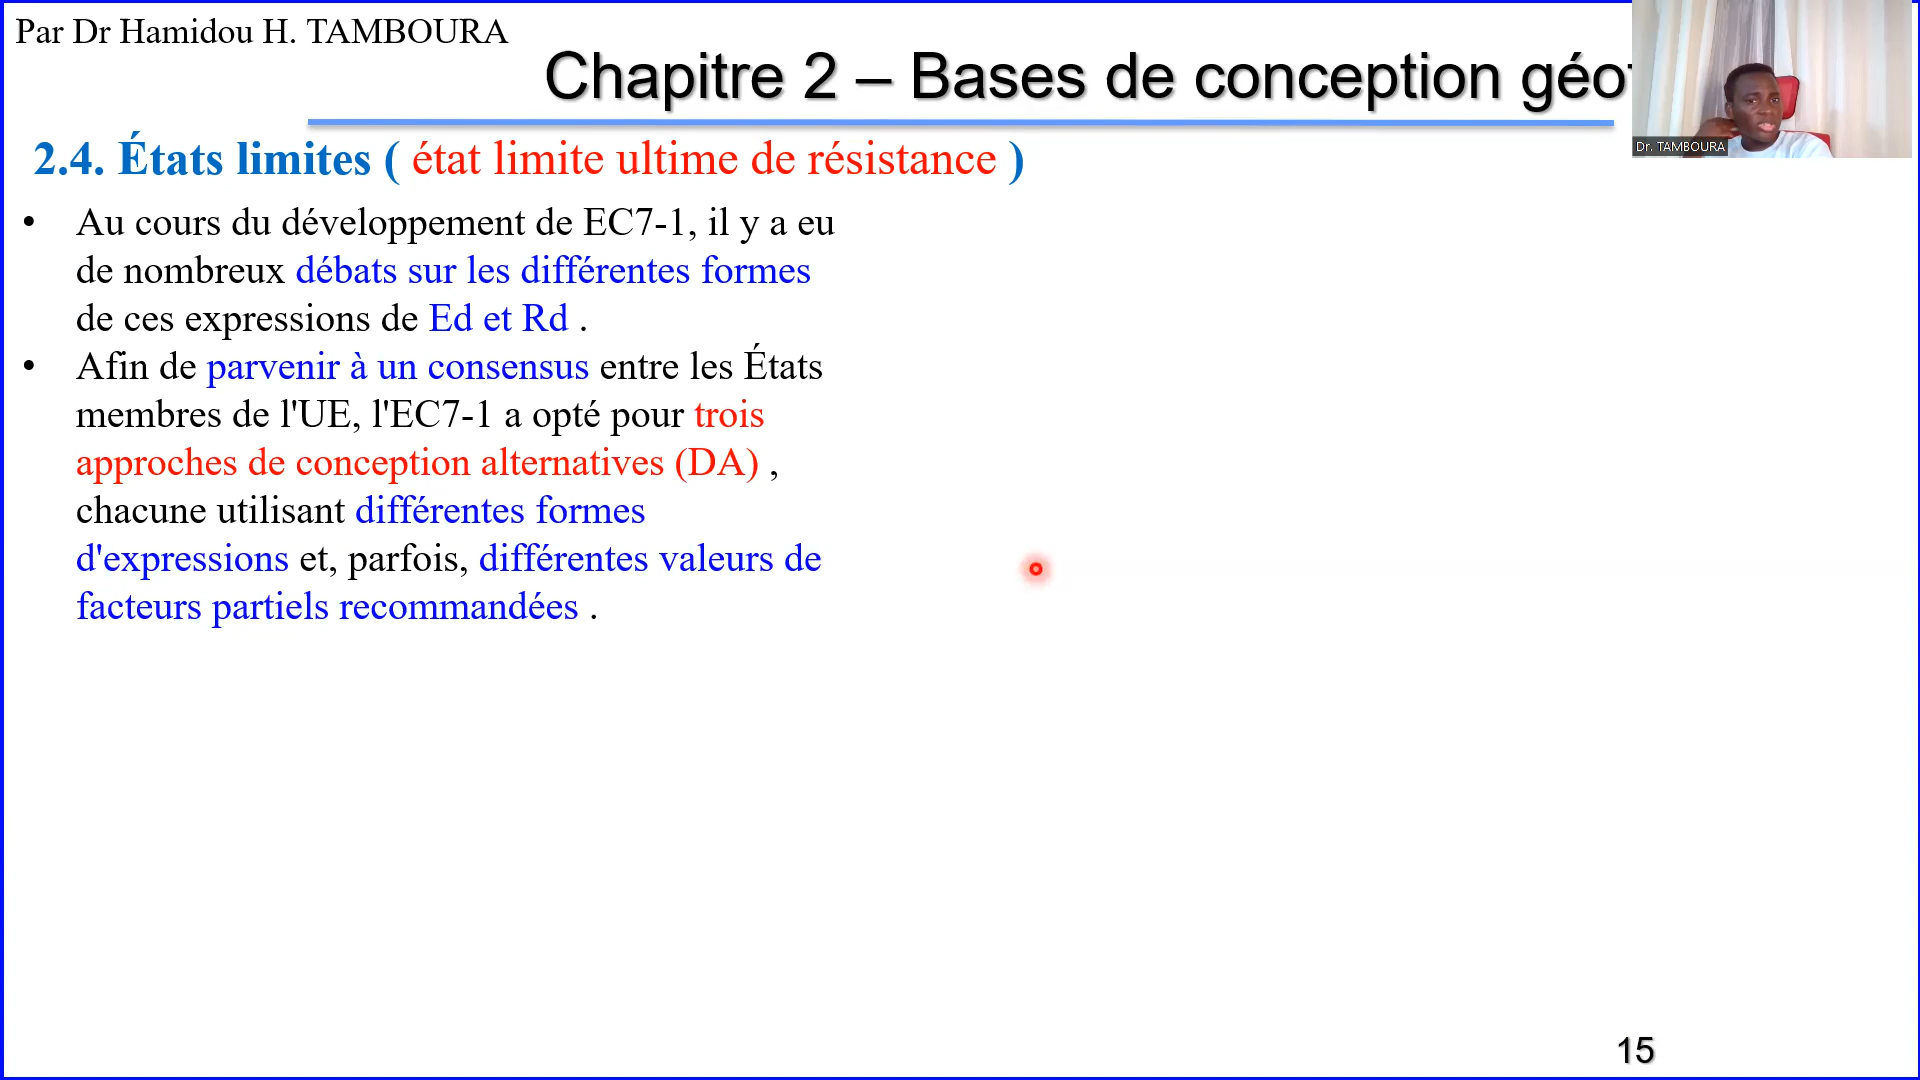 Par Dr Hamidou H. TAMBOURA
Chapitre 2 – Bases de conception géot
Dr. TAMBOURA
2.4. États limites ( état limite ultime de résistance )
• Au cours du développement de EC7-1, il y a eu
de nombreux débats sur les différentes formes
de ces expressions de Ed et Rd .
• Afin de parvenir à un consensus entre les États
membres de l'UE, l'EC7-1 a opté pour trois
approches de conception alternatives (DA) ,
chacune utilisant différentes formes
d'expressions et, parfois, différentes valeurs de
facteurs partiels recommandées .
15